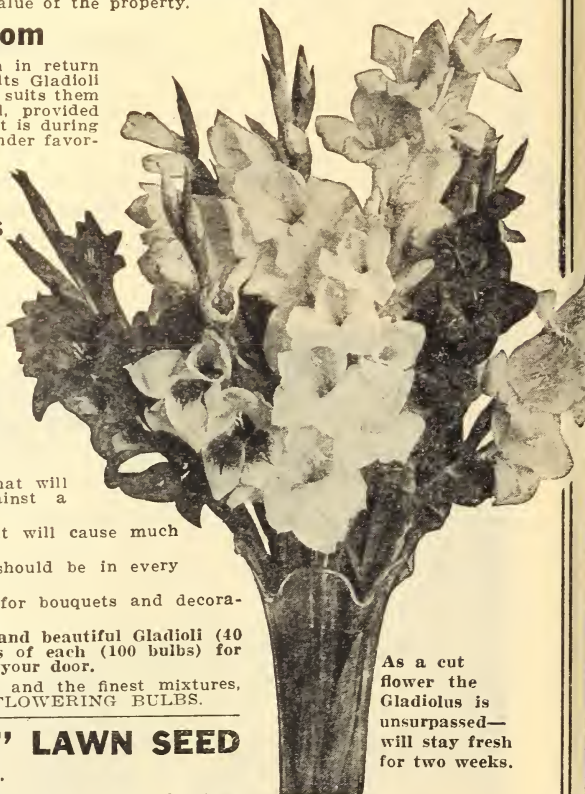 alue of the property.
om
in return
lts Gladioli
suits them
, provided
t is during
nder favor-
hat will
ainst a
t will cause much
should be in every
for bouquets and decora-
and beautiful Gladioli (40
s of each (100 bulbs) for
your door.
and the finest mixtures,
FLOWERING BULBS.
” LAWN SEED
As a cut
flower the
Gladiolus is
unsurpassed—
will stay fresh
for two weeks.